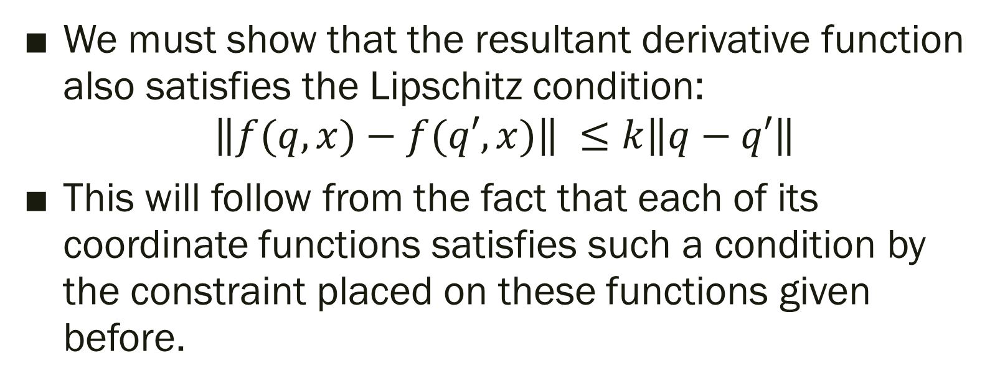 ■ We must show that the resultant derivative function
also satisfies the Lipschitz condition:
‖f(q, x) − f(q′, x)‖ ≤ k‖q − q′‖
■ This will follow from the fact that each of its
coordinate functions satisfies such a condition by
the constraint placed on these functions given
before.